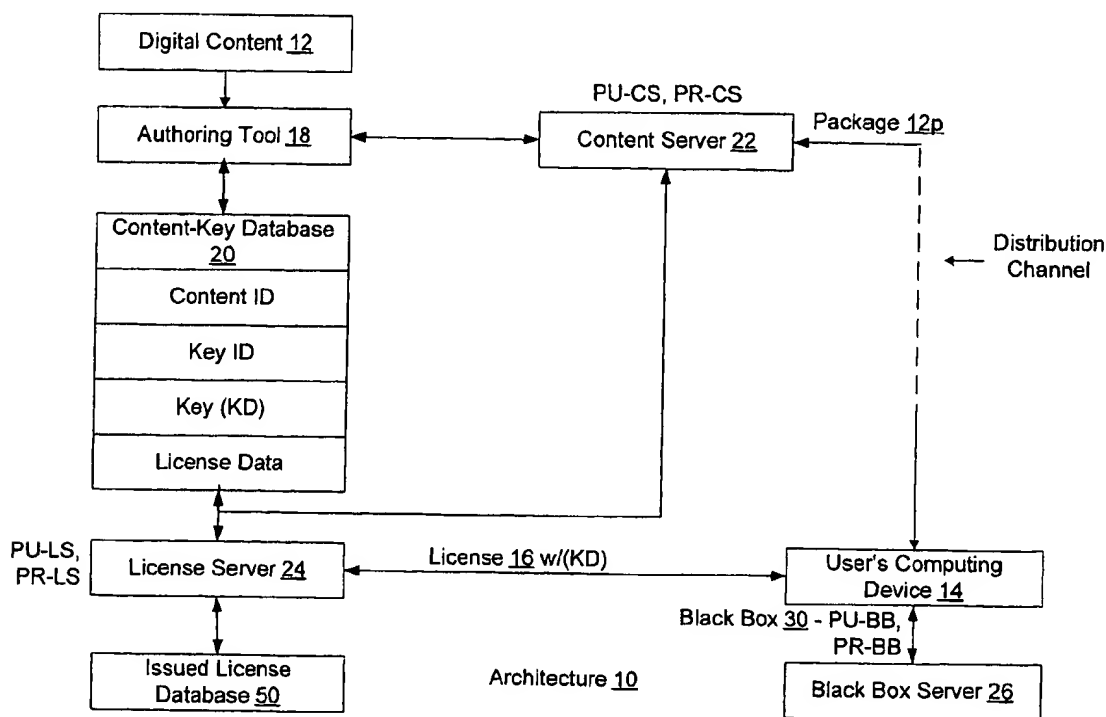 Digital Content 12
PU-CS, PR-CS
Authoring Tool 18
Content Server 22
Package 12p
Content-Key Database
20
Content ID
Key ID
Key (KD)
License Data
Distribution
Channel
PU-LS,
PR-LS
License Server 24
License 16 w/(KD)
User's Computing
Device 14
Black Box 30 - PU-BB,
PR-BB
Issued License
Database 50
Architecture 10
Black Box Server 26